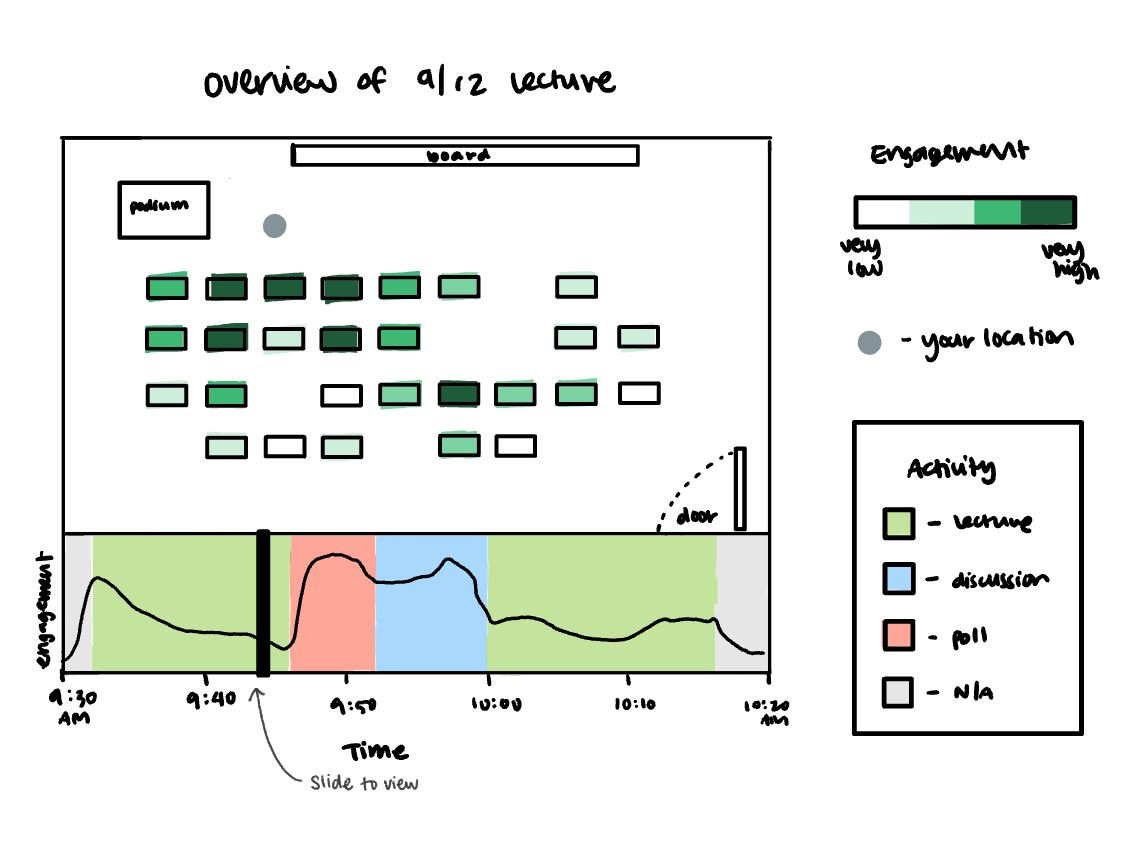 overview of 9/12 lecture
board
podium
door
engagement
9:30
AM
9:40
9:50
10:00
10:10
10:20
AM
Time
Slide to view
Engagement
very
low
very
high
- your location
Activity
- lecture
- discussion
- poll
- N/A